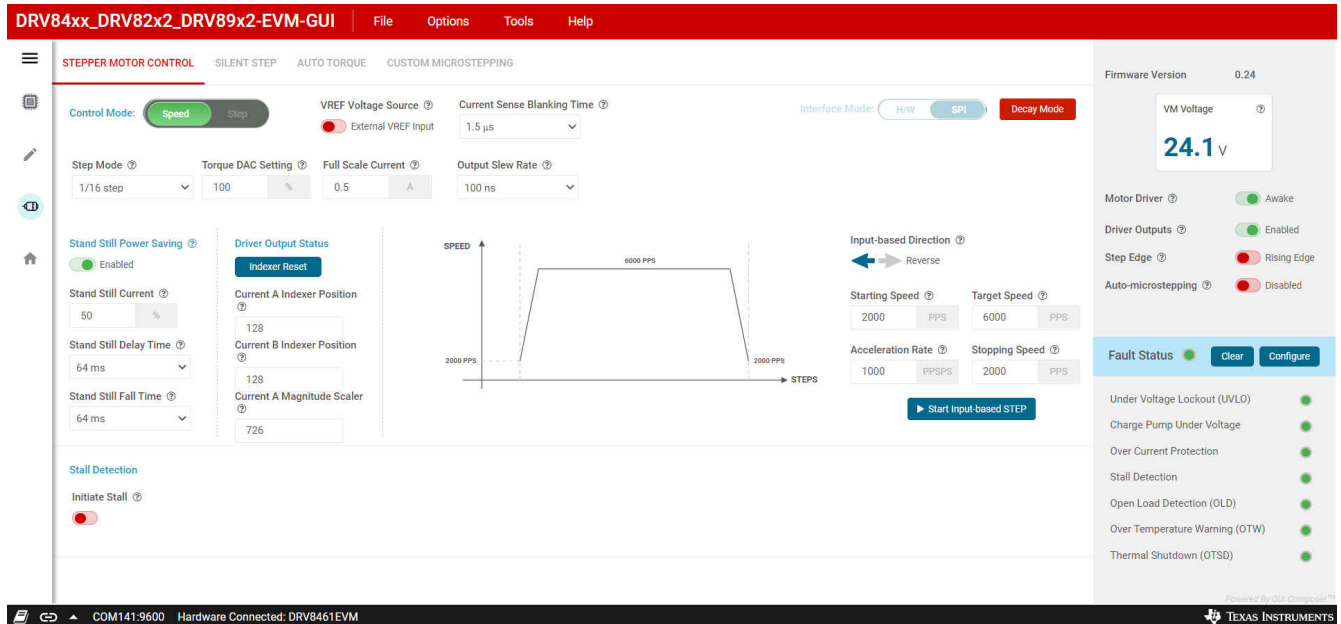 DRV84xx_DRV82x2_DRV89x2-EVM-GUI File Options Tools Help
STEPPER MOTOR CONTROL SILENT STEP AUTO TORQUE CUSTOM MICROSTEPPING
Control Mode: Speed Step
VREF Voltage Source
External VREF Input
Current Sense Blanking Time
1.5 µs
Interface Mode: H/W SPI
Decay Mode
Step Mode
1/16 step
Torque DAC Setting
100 %
Full Scale Current
0.5 A
Output Slew Rate
100 ns
Stand Still Power Saving
Enabled
Stand Still Current
50 %
Stand Still Delay Time
64 ms
Stand Still Fall Time
64 ms
Driver Output Status
Indexer Reset
Current A Indexer Position
128
Current B Indexer Position
128
Current A Magnitude Scaler
726
SPEED
6000 PPS
2000 PPS
2000 PPS
STEPS
Input-based Direction
Reverse
Starting Speed
2000 PPS
Target Speed
6000 PPS
Acceleration Rate
1000 PPSPS
Stopping Speed
2000 PPS
Start Input-based STEP
Stall Detection
Initiate Stall
Firmware Version 0.24
VM Voltage
24.1 V
Motor Driver Awake
Driver Outputs Enabled
Step Edge Rising Edge
Auto-microstepping Disabled
Fault Status Clear Configure
Under Voltage Lockout (UVLO)
Charge Pump Under Voltage
Over Current Protection
Stall Detection
Open Load Detection (OLD)
Over Temperature Warning (OTW)
Thermal Shutdown (OTSD)
Powered By GUI Composer™
COM141:9600 Hardware Connected: DRV8461EVM
TEXAS INSTRUMENTS